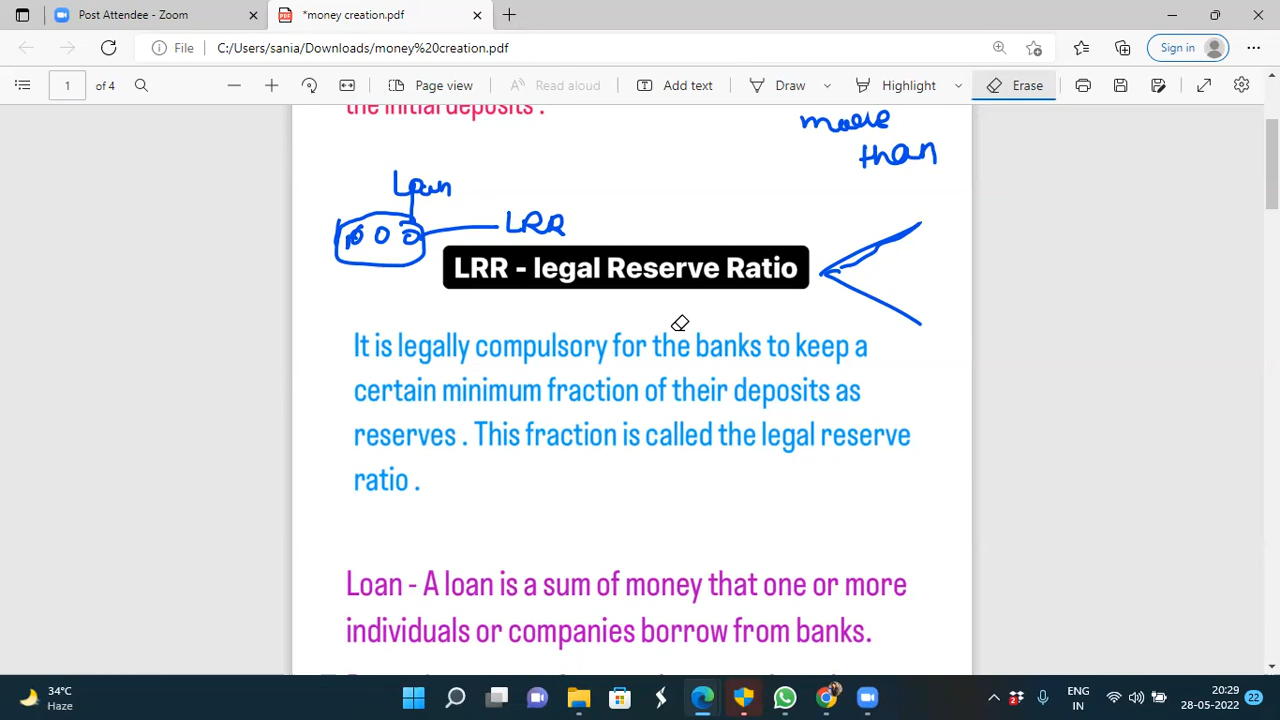 Post Attendee - Zoom
*money creation.pdf
File
C:/Users/sania/Downloads/money%20creation.pdf
Sign in
1
of 4
Page view
Read aloud
Add text
Draw
Highlight
Erase
the initial deposits .
more
than
Loan
LRR
LRR - legal Reserve Ratio
It is legally compulsory for the banks to keep a
certain minimum fraction of their deposits as
reserves . This fraction is called the legal reserve
ratio .
Loan - A loan is a sum of money that one or more
individuals or companies borrow from banks.
34°C
Haze
ENG
IN
20:29
28-05-2022
22